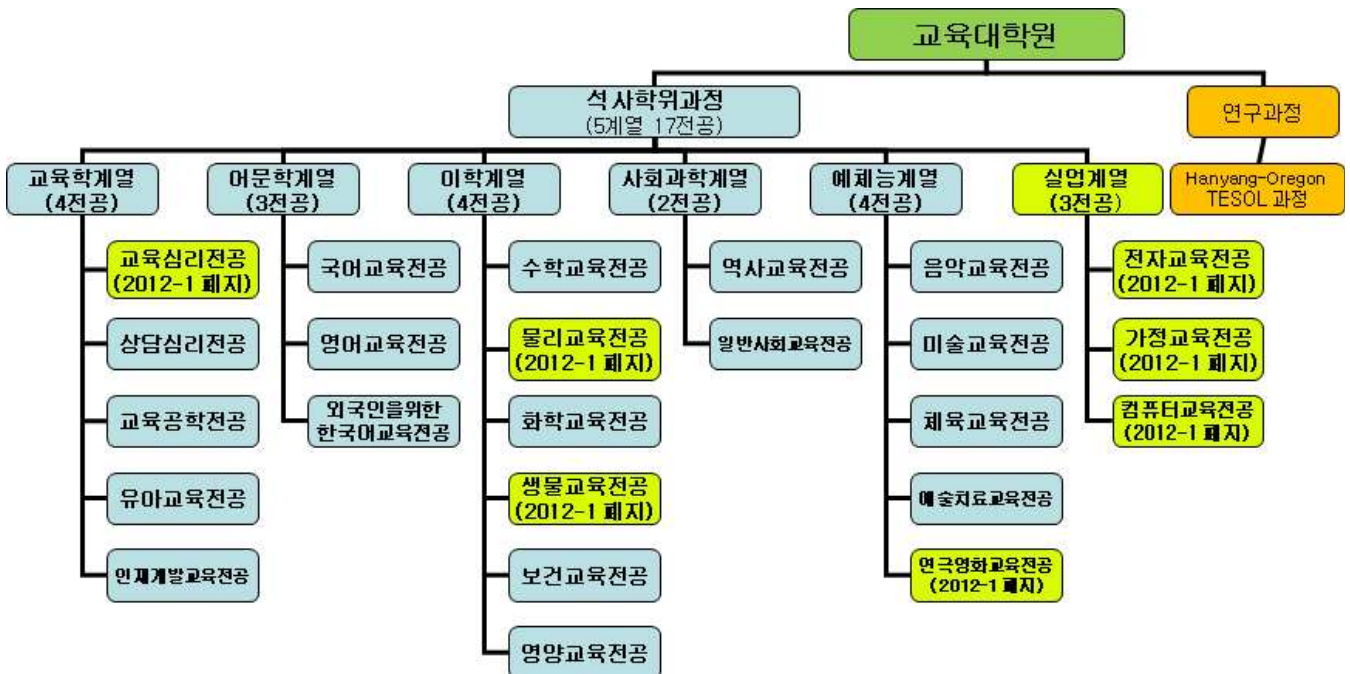 교육대학원
석사학위과정
(5계열 17전공)
연구과정
교육학계열
(4전공)
어문학계열
(3전공)
이학계열
(4전공)
사회과학계열
(2전공)
예체능계열
(4전공)
실업계열
(3전공)
Hanyang-Oregon
TESOL 과정
교육심리전공
(2012-1 폐지)
상담심리전공
교육공학전공
유아교육전공
인재개발교육전공
국어교육전공
영어교육전공
외국인을위한
한국어교육전공
수학교육전공
물리교육전공
(2012-1 폐지)
화학교육전공
생물교육전공
(2012-1 폐지)
보건교육전공
영양교육전공
역사교육전공
일반사회교육전공
음악교육전공
미술교육전공
체육교육전공
예술치료교육전공
연극영화교육전공
(2012-1 폐지)
전자교육전공
(2012-1 폐지)
가정교육전공
(2012-1 폐지)
컴퓨터교육전공
(2012-1 폐지)